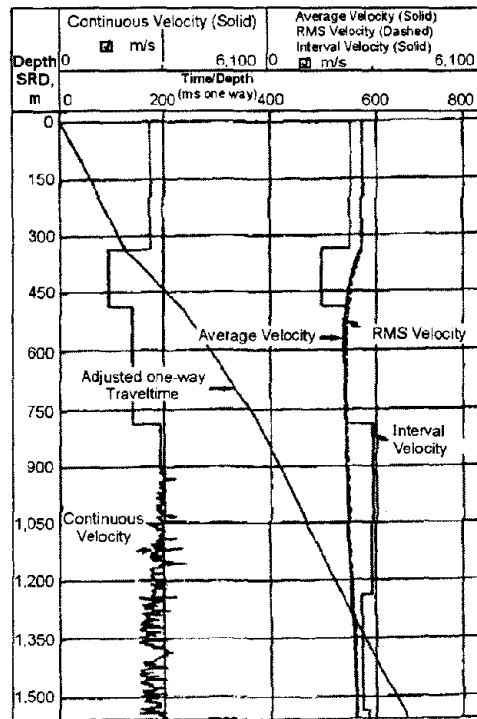 Continuous Velocity (Solid)
m/s
0 6,100
Average Velocity (Solid)
RMS Velocity (Dashed)
Interval Velocity (Solid)
m/s
0 6,100
Depth
SRD,
m
Time/Depth
(ms one way)
0 200 400 600 800
0
150
300
450
600
750
900
1,050
1,200
1,350
1,500
Average Velocity
RMS Velocity
Adjusted one-way
Traveltime
Interval
Velocity
Continuous
Velocity